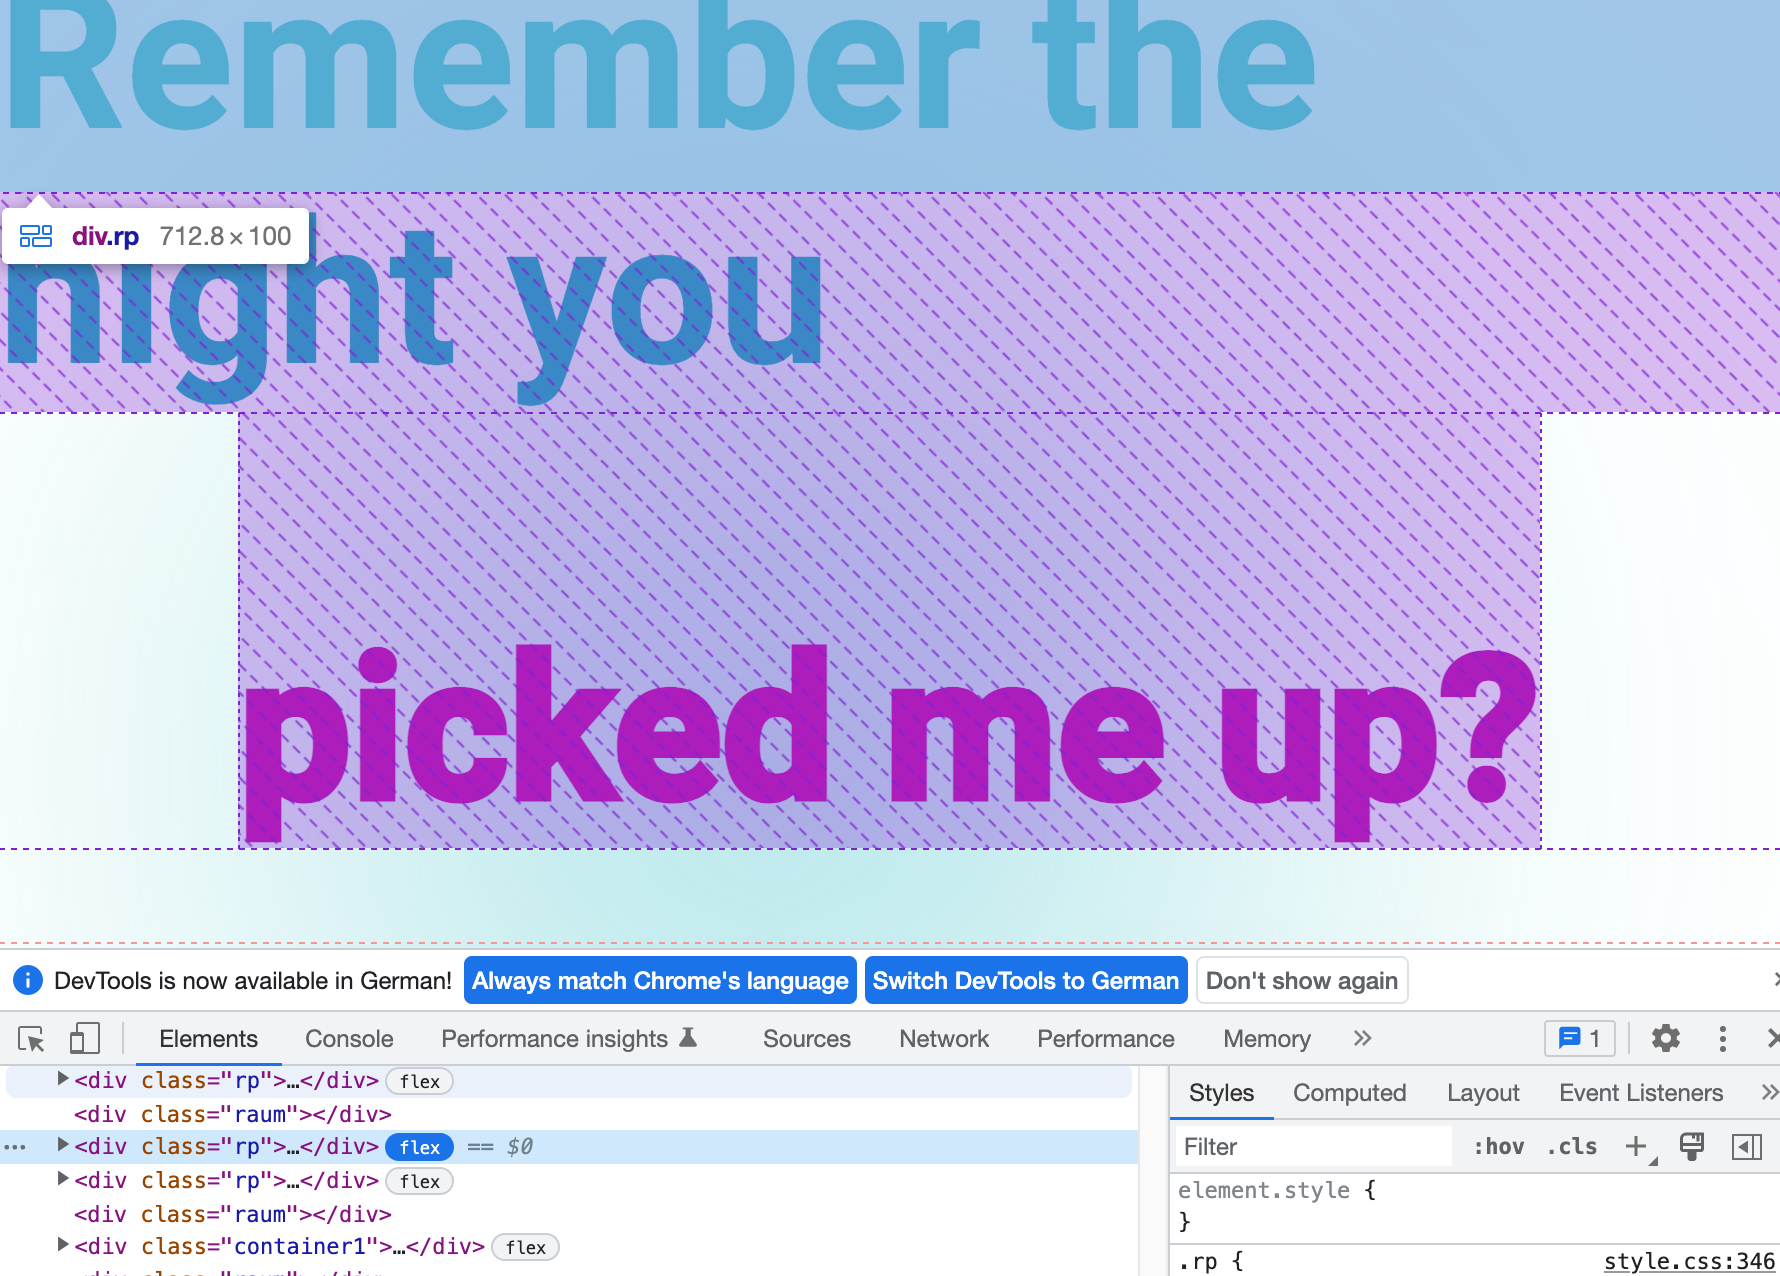 Remember the
div.rp 712.8×100
night you
picked me up?
DevTools is now available in German! Always match Chrome's language Switch DevTools to German Don't show again
Elements Console Performance insights Sources Network Performance Memory 1
<div class="rp">…</div> flex
<div class="raum"></div>
<div class="rp">…</div> flex == $0
<div class="rp">…</div> flex
<div class="raum"></div>
<div class="container1">…</div> flex
Styles Computed Layout Event Listeners
Filter :hov .cls
element.style {
}
.rp { style.css:346